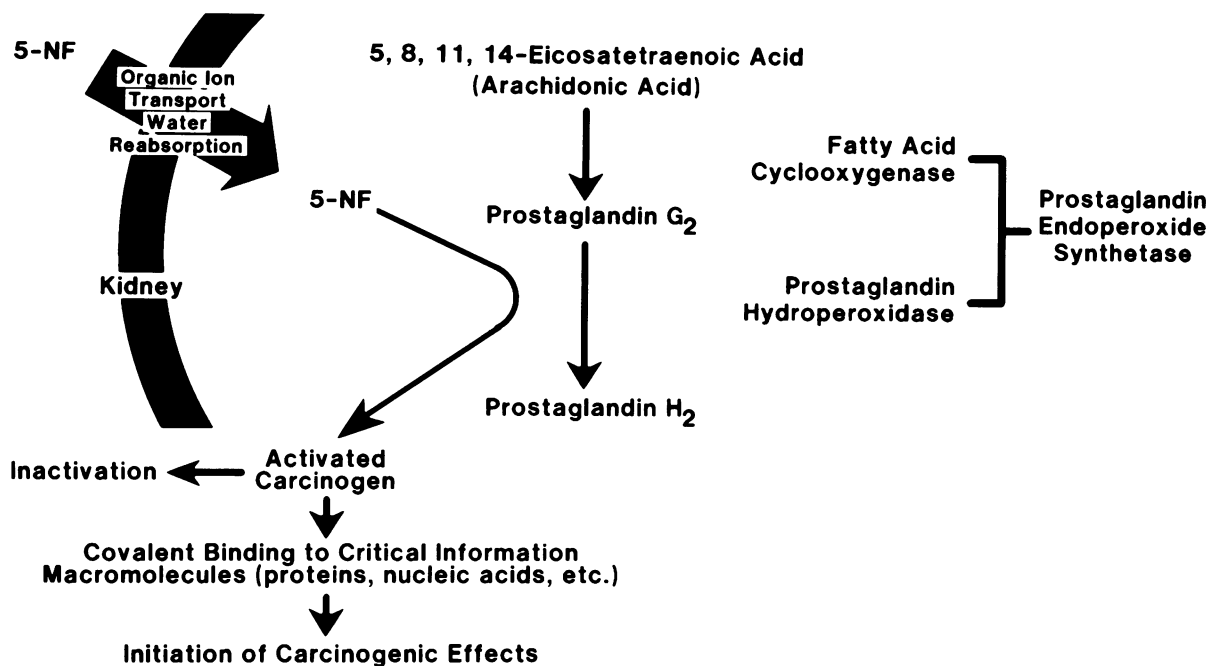 5-NF
Organic Ion
Transport
Water
Reabsorption
5-NF
Kidney
5, 8, 11, 14-Eicosatetraenoic Acid
(Arachidonic Acid)
Prostaglandin G2
Prostaglandin H2
Fatty Acid
Cyclooxygenase
Prostaglandin
Hydroperoxidase
Prostaglandin
Endoperoxide
Synthetase
Inactivation
Activated
Carcinogen
Covalent Binding to Critical Information
Macromolecules (proteins, nucleic acids, etc.)
Initiation of Carcinogenic Effects